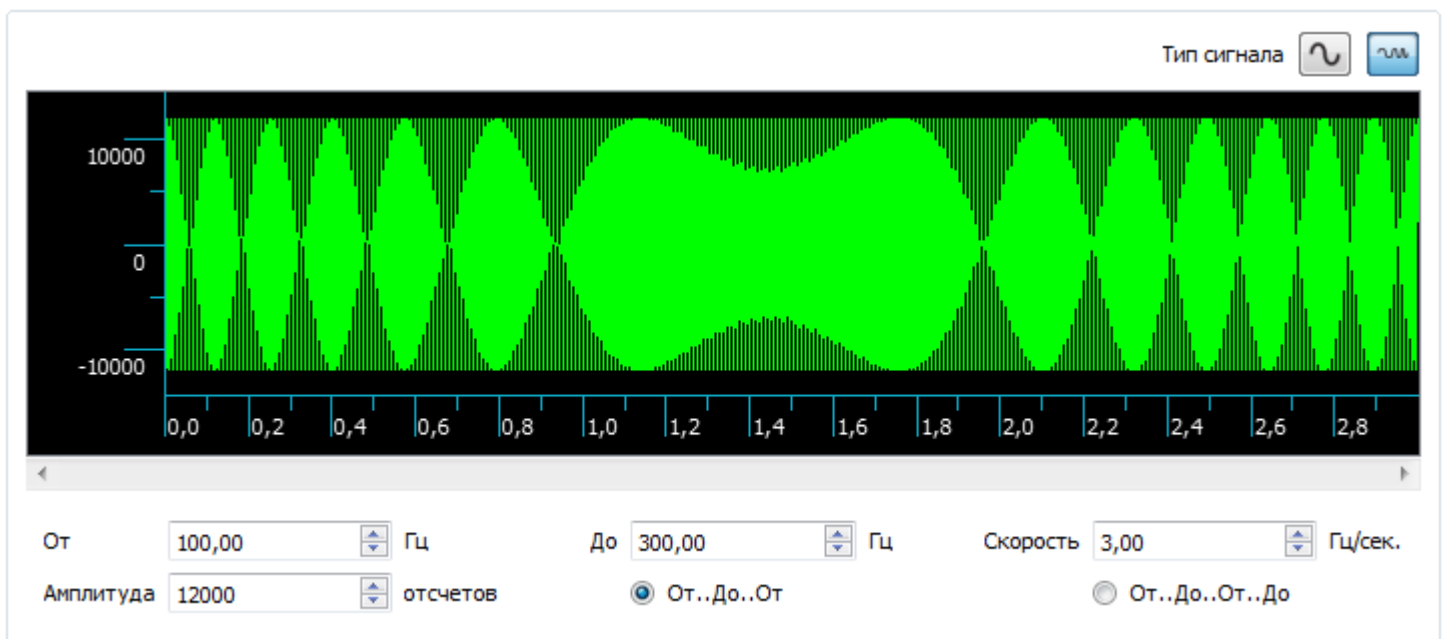 Тип сигнала
10000
0
-10000
0,0 0,2 0,4 0,6 0,8 1,0 1,2 1,4 1,6 1,8 2,0 2,2 2,4 2,6 2,8
От 100,00 Гц До 300,00 Гц Скорость 3,00 Гц/сек.
Амплитуда 12000 отсчетов От..До..От От..До..От..До